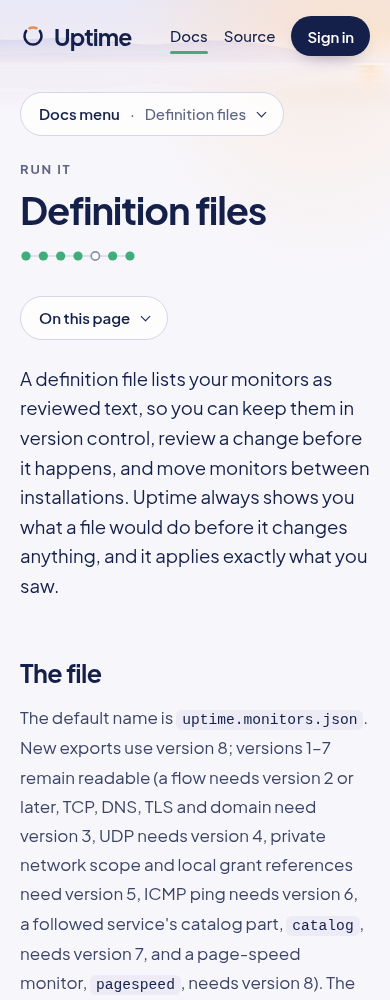 Uptime
Docs
Source
Sign in
Docs menu · Definition files
RUN IT
Definition files
On this page
A definition file lists your monitors as
reviewed text, so you can keep them in
version control, review a change before
it happens, and move monitors between
installations. Uptime always shows you
what a file would do before it changes
anything, and it applies exactly what you
saw.
The file
The default name is uptime.monitors.json.
New exports use version 8; versions 1–7
remain readable (a flow needs version 2 or
later, TCP, DNS, TLS and domain need
version 3, UDP needs version 4, private
network scope and local grant references
need version 5, ICMP ping needs version 6,
a followed service's catalog part, catalog,
needs version 7, and a page-speed
monitor, pagespeed, needs version 8). The